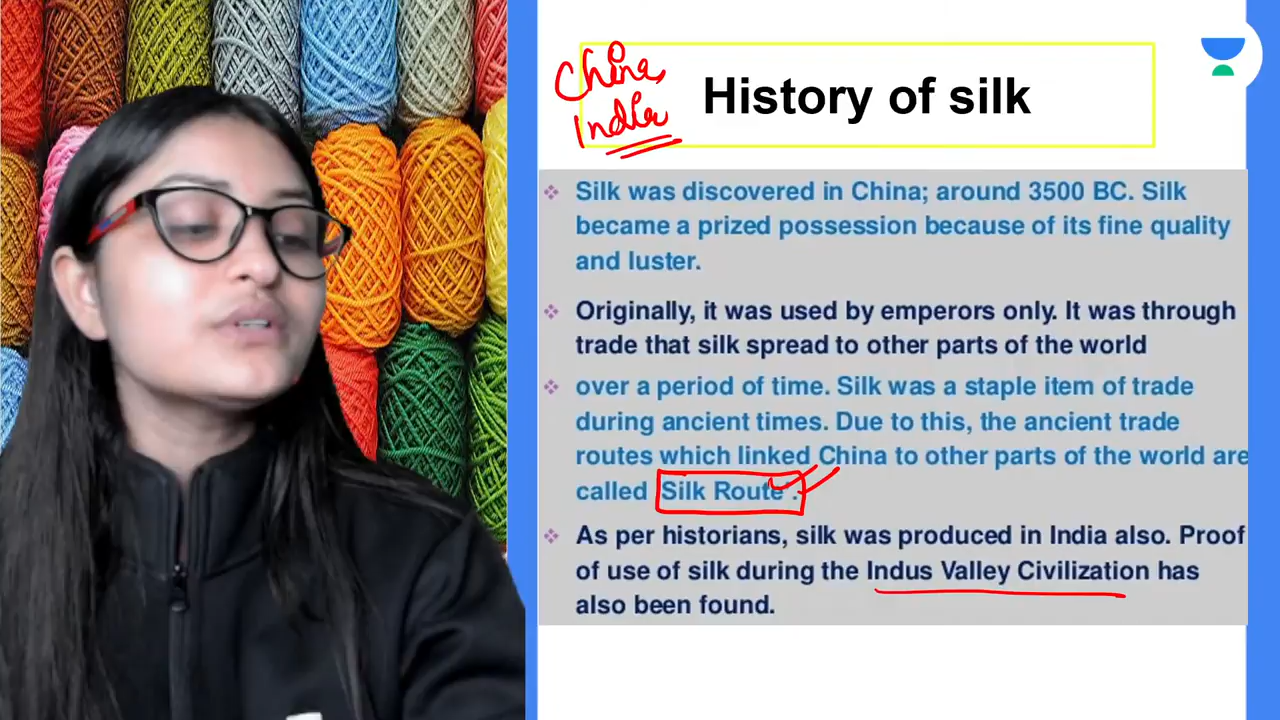 China,
India
History of silk
Silk was discovered in China; around 3500 BC. Silk
became a prized possession because of its fine quality
and luster.
Originally, it was used by emperors only. It was through
trade that silk spread to other parts of the world
over a period of time. Silk was a staple item of trade
during ancient times. Due to this, the ancient trade
routes which linked China to other parts of the world are
called 'Silk Route'.
As per historians, silk was produced in India also. Proof
of use of silk during the Indus Valley Civilization has
also been found.